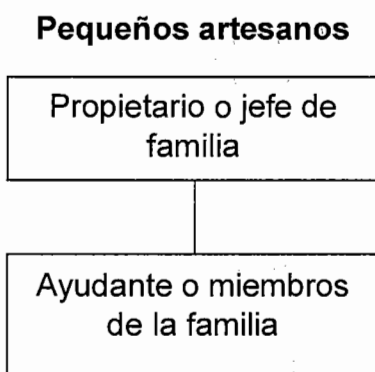 Pequeños artesanos
Propietario o jefe de
familia
Ayudante o miembros
de la familia